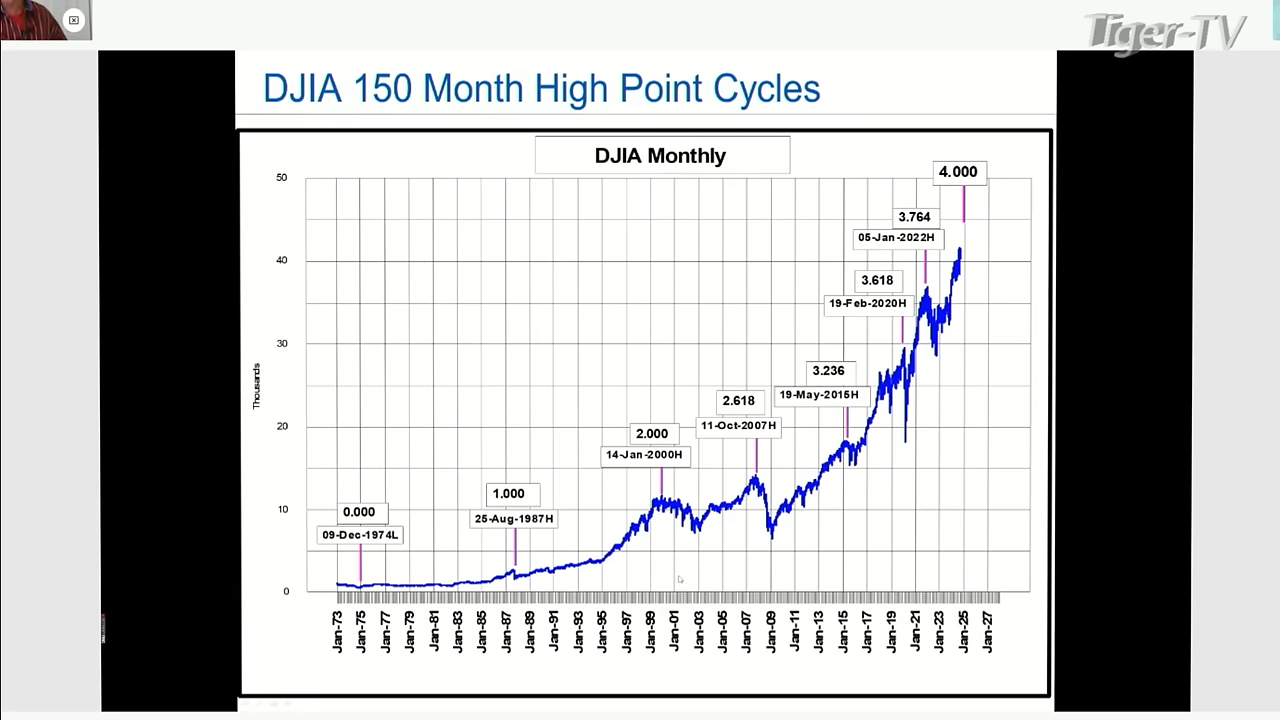 Tiger-TV
DJIA 150 Month High Point Cycles
DJIA Monthly
50
40
30
20
10
0
Thousands
4.000
3.764
05-Jan-2022H
3.618
19-Feb-2020H
3.236
19-May-2015H
2.618
11-Oct-2007H
2.000
14-Jan-2000H
1.000
25-Aug-1987H
0.000
09-Dec-1974L
Jan-73
Jan-75
Jan-77
Jan-79
Jan-81
Jan-83
Jan-85
Jan-87
Jan-89
Jan-91
Jan-93
Jan-95
Jan-97
Jan-99
Jan-01
Jan-03
Jan-05
Jan-07
Jan-09
Jan-11
Jan-13
Jan-15
Jan-17
Jan-19
Jan-21
Jan-23
Jan-25
Jan-27